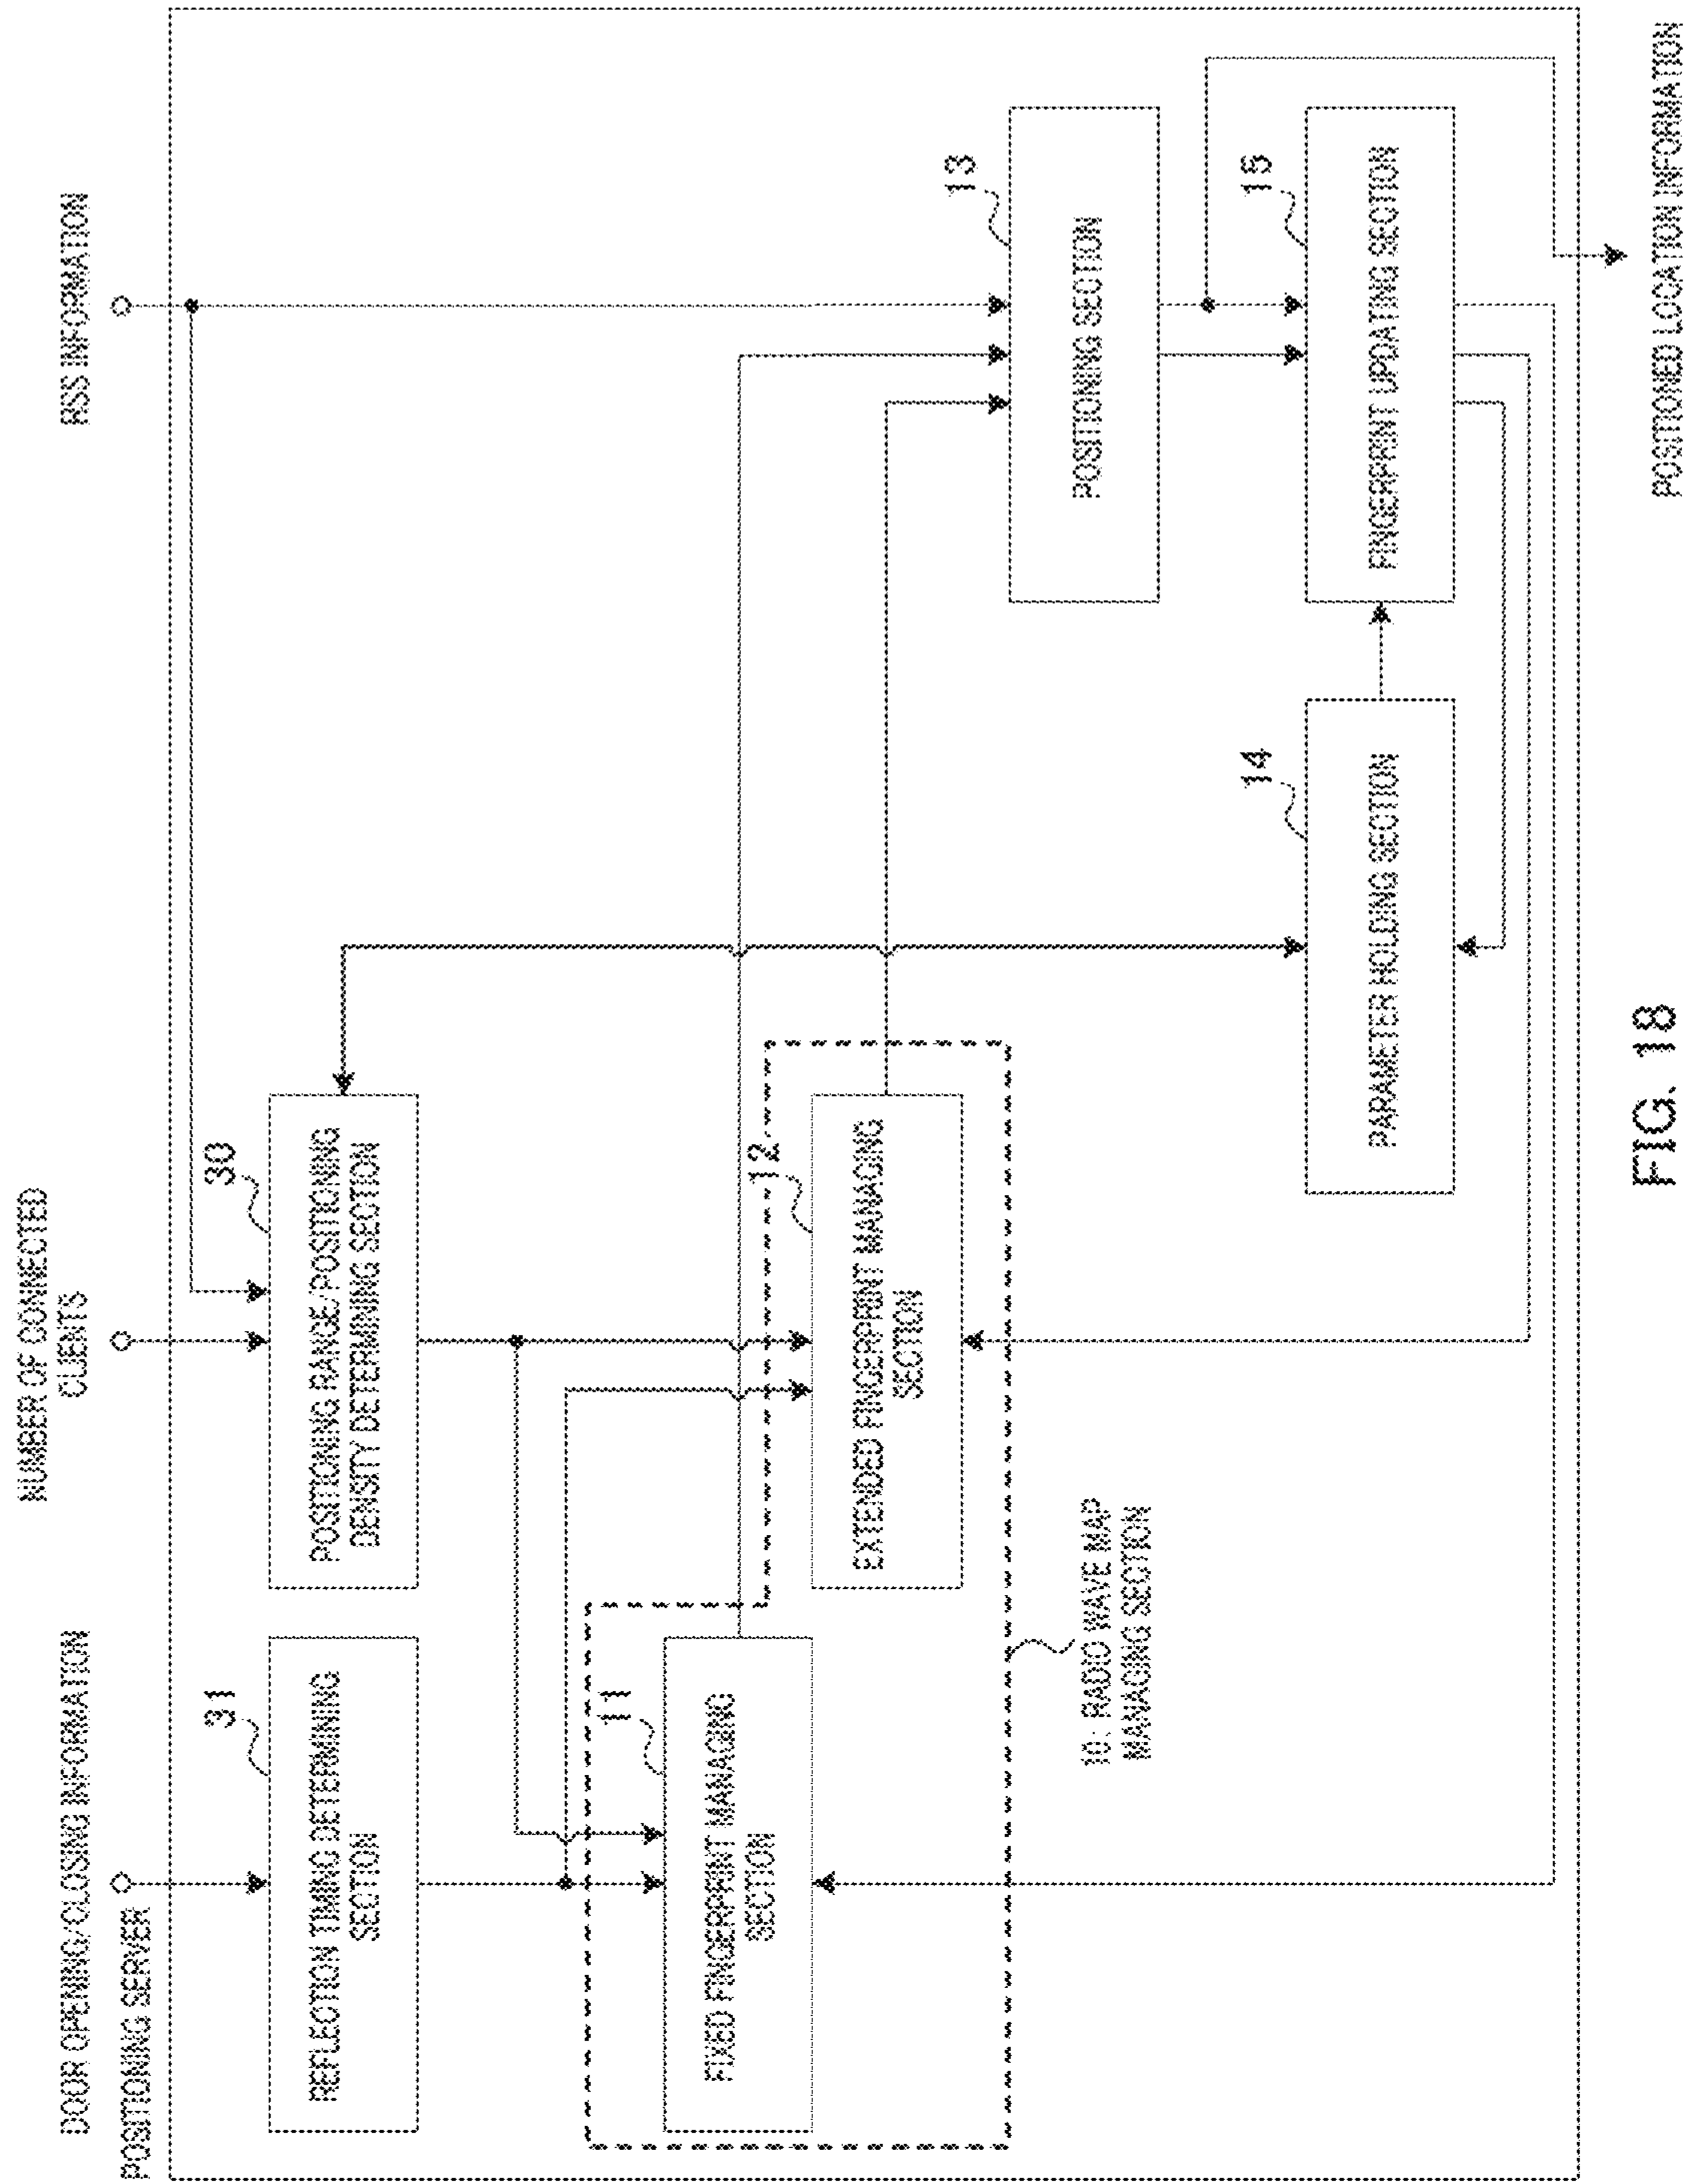 DOOR OPENING/CLOSING INFORMATION
NUMBER OF CONNECTED
CLIENTS
RSS INFORMATION
POSITIONING SERVER
31
REFLECTION TIMING DETERMINING
SECTION
30
POSITIONING RANGE/POSITIONING
DENSITY DETERMINING SECTION
11
FIXED FINGERPRINT MANAGING
SECTION
12
EXTENDED FINGERPRINT MANAGING
SECTION
13
POSITIONING SECTION
10: RADIO WAVE MAP
MANAGING SECTION
14
PARAMETER HOLDING SECTION
15
FINGERPRINT UPDATING SECTION
POSITIONED LOCATION INFORMATION
FIG. 18